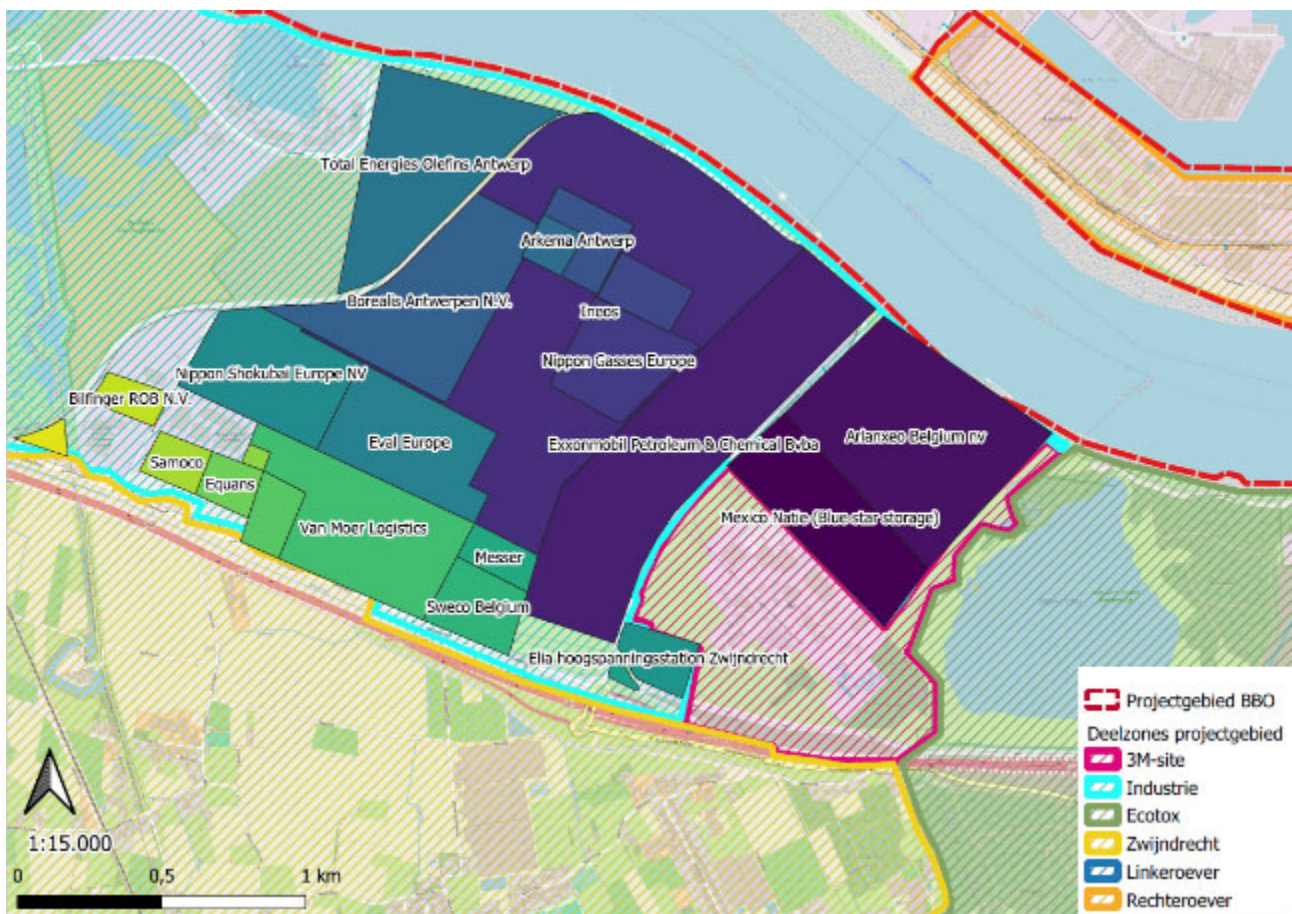 Total Energies Olefins Antwerp
Arkema Antwerp
Borealis Antwerpen N.V.
Ineos
Nippon Gasses Europe
Nippon Shokubai Europe NV
Bilfinger ROB N.V.
Eval Europe
Exxonmobil Petroleum & Chemical Bvba
Arlanxeo Belgium nv
Samoco
Equans
Van Moer Logistics
Mexico Natie (Blue star storage)
Messer
Sweco Belgium
Elia hoogspanningsstation Zwijndrecht
Projectgebied BBO
Deelzones projectgebied
3M-site
Industrie
Ecotox
Zwijndrecht
Linkeroever
Rechteroever
1:15.000
0 0,5 1 km